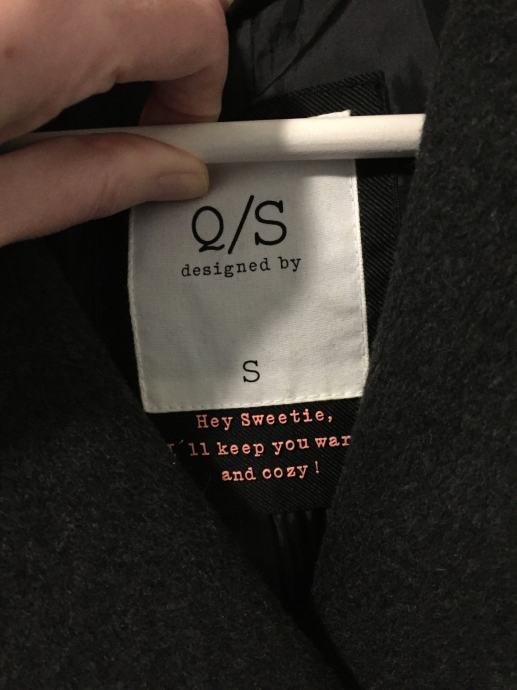 Q/S
designed by
S
Hey Sweetie,
I'll keep you war
and cozy!